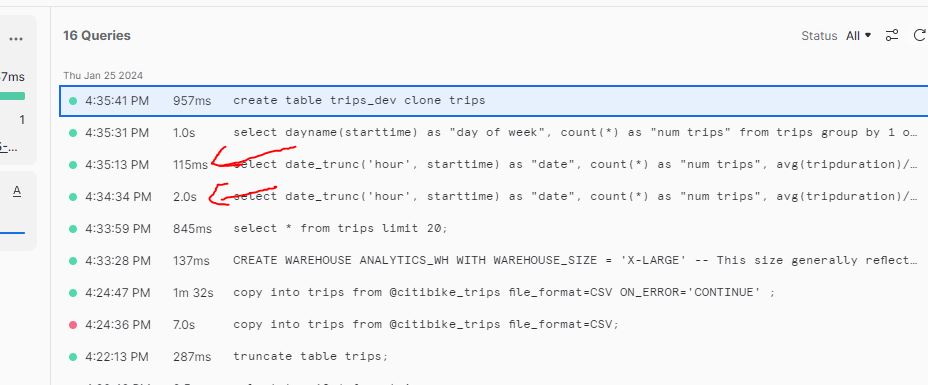 16 Queries
Status All
7ms
Thu Jan 25 2024
4:35:41 PM 957ms create table trips_dev clone trips
1
4:35:31 PM 1.0s select dayname(starttime) as "day of week", count(*) as "num trips" from trips group by 1 o…
-...
4:35:13 PM 115ms select date_trunc('hour', starttime) as "date", count(*) as "num trips", avg(tripduration)/…
A
4:34:34 PM 2.0s select date_trunc('hour', starttime) as "date", count(*) as "num trips", avg(tripduration)/…
4:33:59 PM 845ms select * from trips limit 20;
4:33:28 PM 137ms CREATE WAREHOUSE ANALYTICS_WH WITH WAREHOUSE_SIZE = 'X-LARGE' -- This size generally reflect…
4:24:47 PM 1m 32s copy into trips from @citibike_trips file_format=CSV ON_ERROR='CONTINUE' ;
4:24:36 PM 7.0s copy into trips from @citibike_trips file_format=CSV;
4:22:13 PM 287ms truncate table trips;